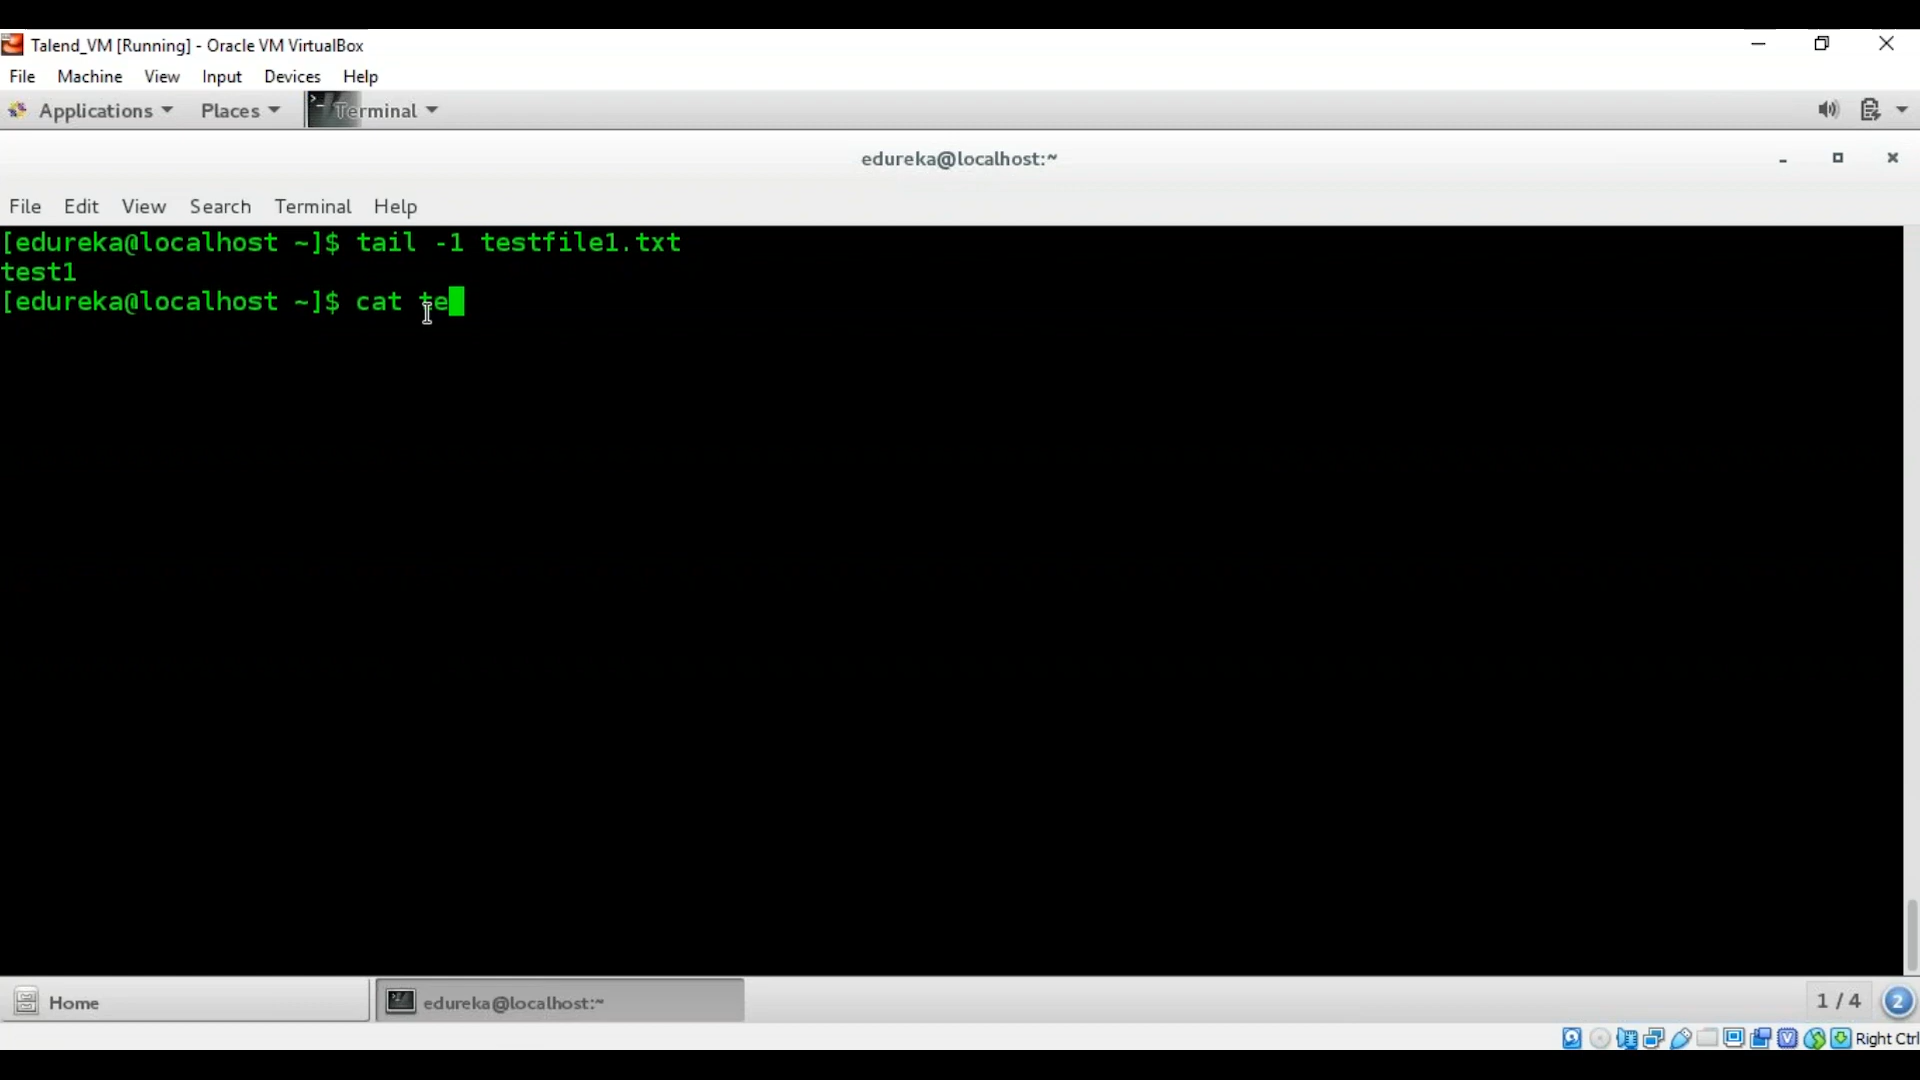 Talend_VM [Running] - Oracle VM VirtualBox
File Machine View Input Devices Help
Applications Places Terminal
edureka@localhost:~
File Edit View Search Terminal Help
[edureka@localhost ~]$ tail -1 testfile1.txt
test1
[edureka@localhost ~]$ cat te
Home edureka@localhost:~ 1 / 4 2
Right Ctrl